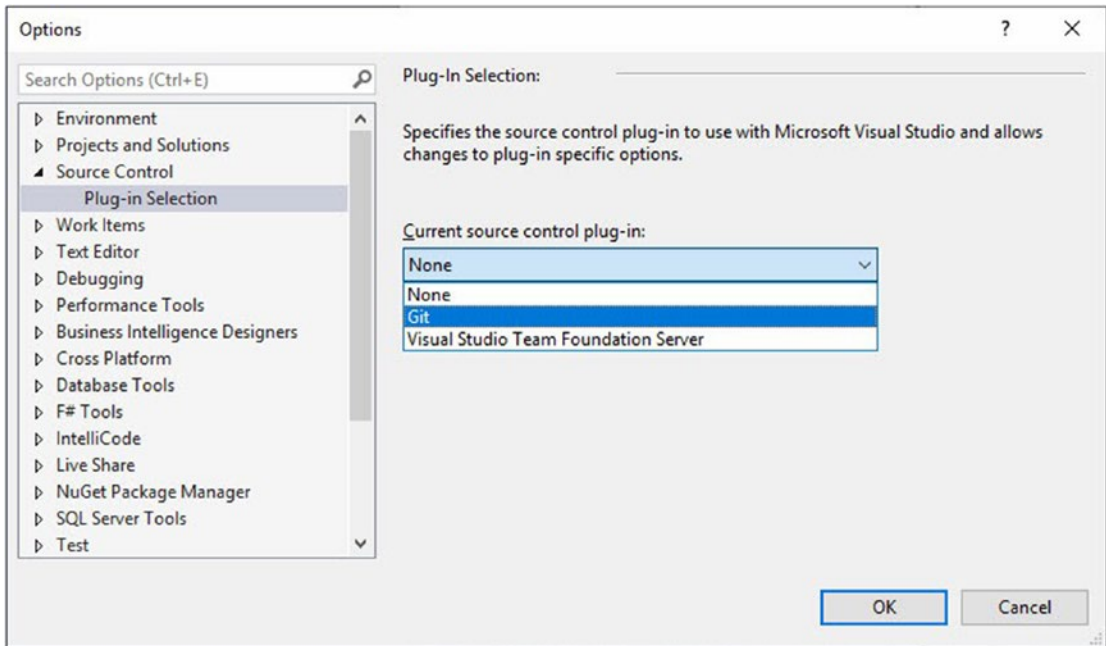 Options
?
Search Options (Ctrl+E)
Environment
Projects and Solutions
Source Control
Plug-in Selection
Work Items
Text Editor
Debugging
Performance Tools
Business Intelligence Designers
Cross Platform
Database Tools
F# Tools
IntelliCode
Live Share
NuGet Package Manager
SQL Server Tools
Test
Plug-In Selection:
Specifies the source control plug-in to use with Microsoft Visual Studio and allows
changes to plug-in specific options.
Current source control plug-in:
None
None
Git
Visual Studio Team Foundation Server
OK
Cancel